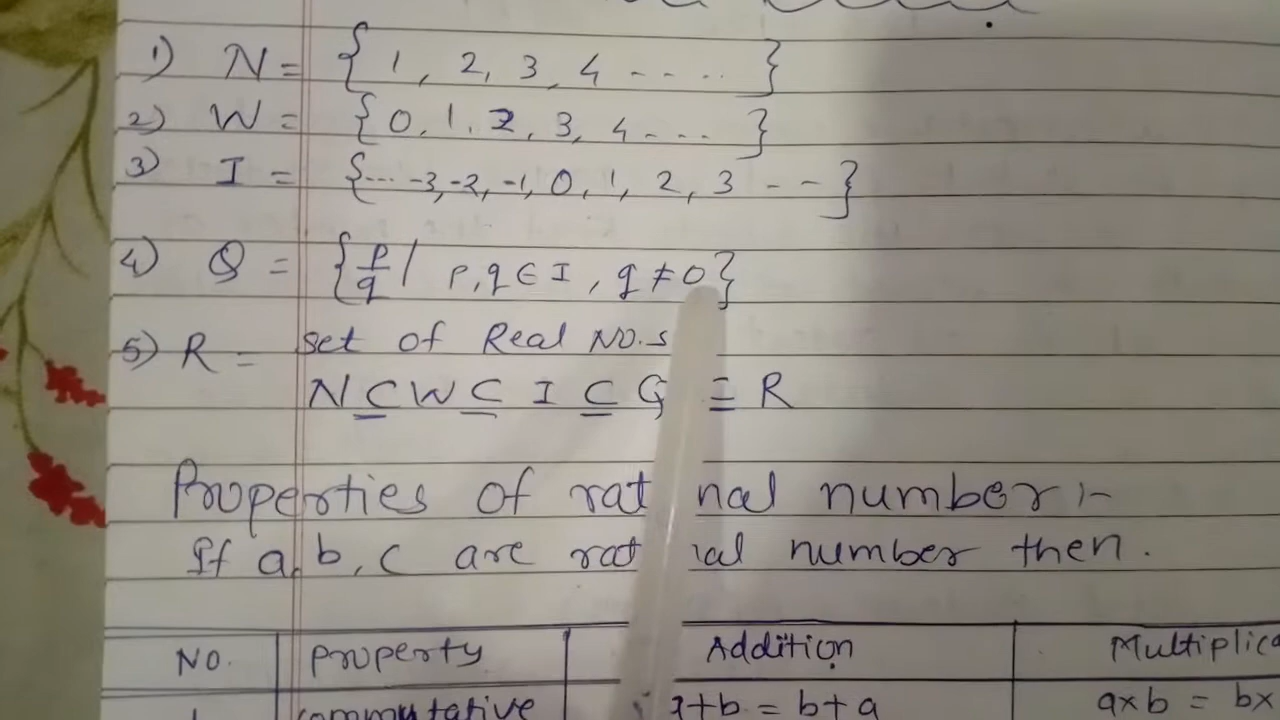 1) N = { 1, 2, 3, 4 - - - - }
2) W = { 0, 1, 2, 3, 4 - - - - }
3) I = { ... -3, -2, -1, 0, 1, 2, 3 - - }
4) Q = { p/q | p, q ∈ I, q ≠ 0 }
5) R = set of Real No.s
N ⊆ W ⊆ I ⊆ Q = R
Properties of rat nal number :-
If a, b, c are rat nal number then.
No. Property Addition Multiplica
1 commutative a+b = b+a a×b = b×